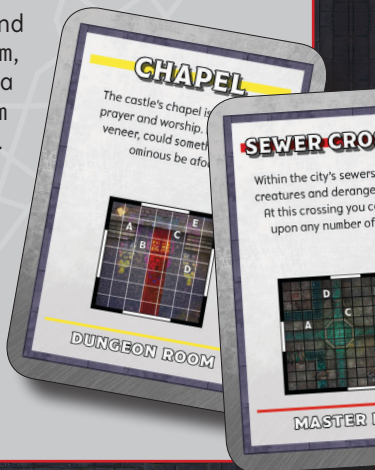 nd
m,
a
m
.
CHAPEL
The castle's chapel is
prayer and worship.
veneer, could someth
ominous be afo
A
B
C
D
E
DUNGEON ROOM
SEWER CRO
Within the city's sewers
creatures and derange
At this crossing you c
upon any number of
D
A
C
MASTER